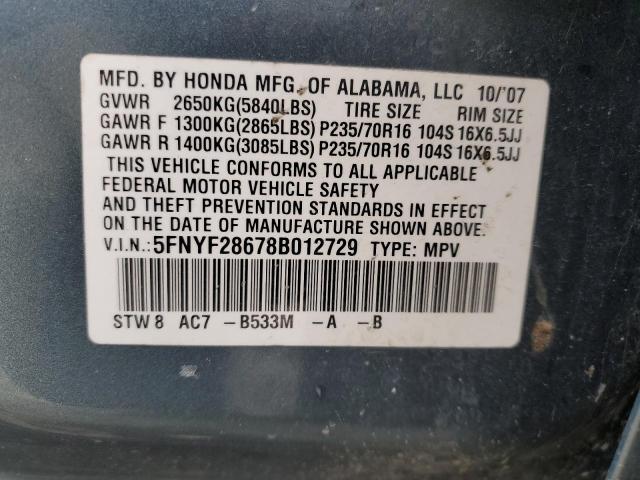 MFD. BY HONDA MFG. OF ALABAMA, LLC 10/'07
GVWR 2650KG(5840LBS) TIRE SIZE RIM SIZE
GAWR F 1300KG(2865LBS) P235/70R16 104S 16X6.5JJ
GAWR R 1400KG(3085LBS) P235/70R16 104S 16X6.5JJ
THIS VEHICLE CONFORMS TO ALL APPLICABLE
FEDERAL MOTOR VEHICLE SAFETY
AND THEFT PREVENTION STANDARDS IN EFFECT
ON THE DATE OF MANUFACTURE SHOWN ABOVE.
V.I.N.: 5FNYF28678B012729 TYPE: MPV
STW 8 AC7 -B533M -A -B